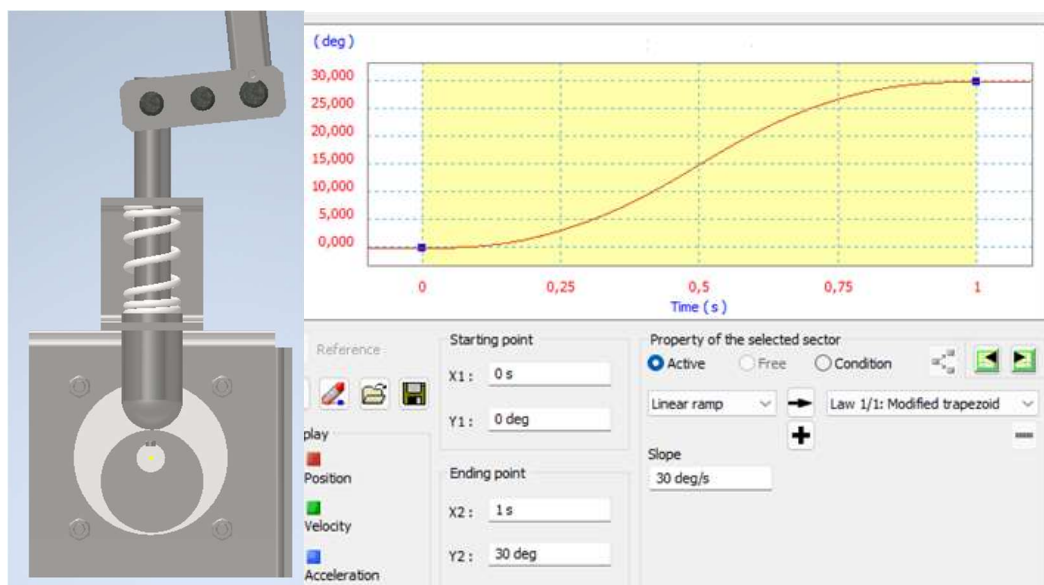 ( deg )
30,000
25,000
20,000
15,000
10,000
5,000
0,000
0 0,25 0,5 0,75 1
Time ( s )
Reference
play
Position
Velocity
Acceleration
Starting point
X1 : 0 s
Y1 : 0 deg
Ending point
X2 : 1 s
Y2 : 30 deg
Property of the selected sector
Active Free Condition
Linear ramp Law 1/1: Modified trapezoid
Slope
30 deg/s